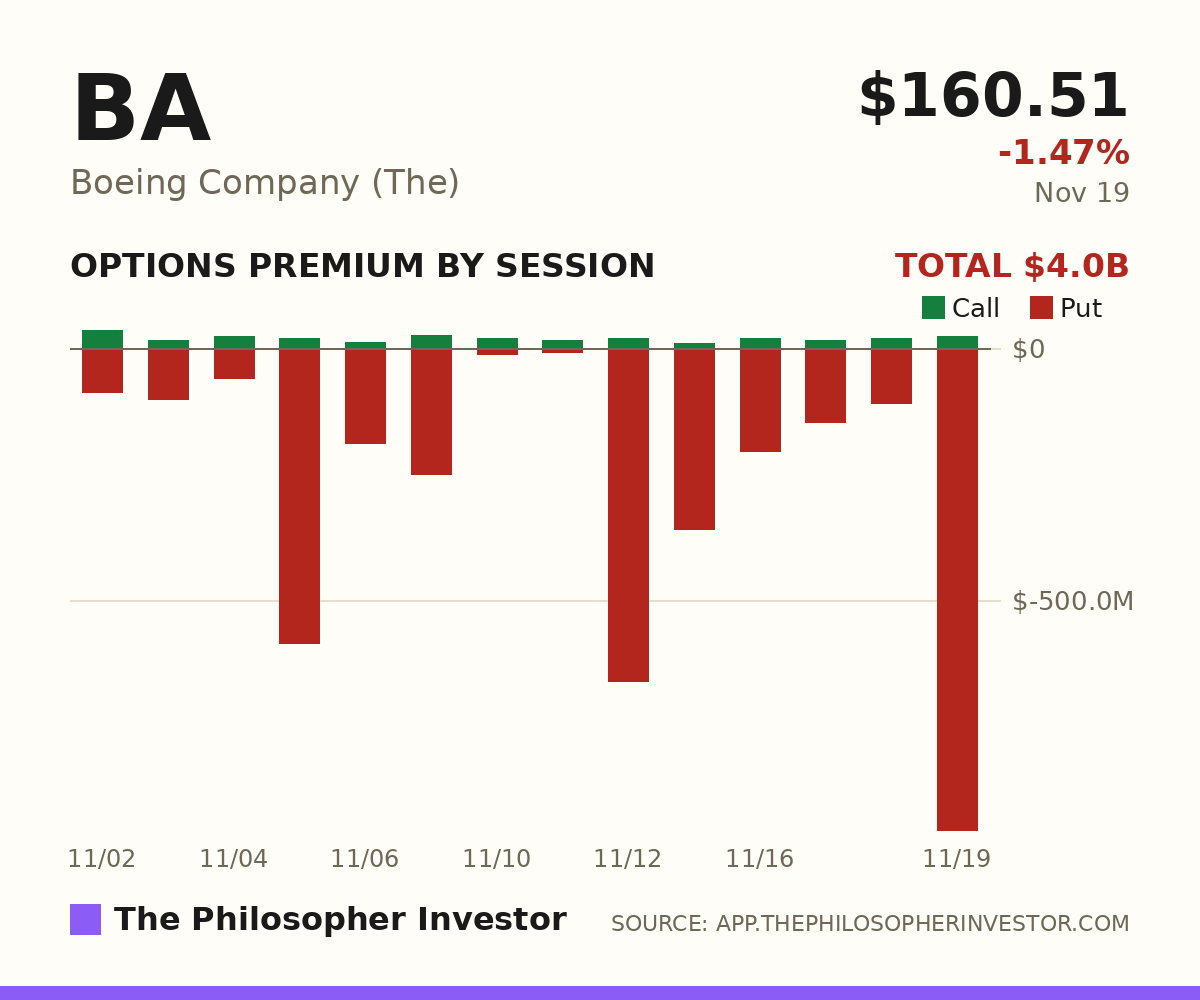 BA
$160.51
-1.47%
Boeing Company (The)
Nov 19
OPTIONS PREMIUM BY SESSION
TOTAL $4.0B
Call
Put
$0
$-500.0M
11/02
11/04
11/06
11/10
11/12
11/16
11/19
The Philosopher Investor
SOURCE: APP.THEPHILOSOPHERINVESTOR.COM